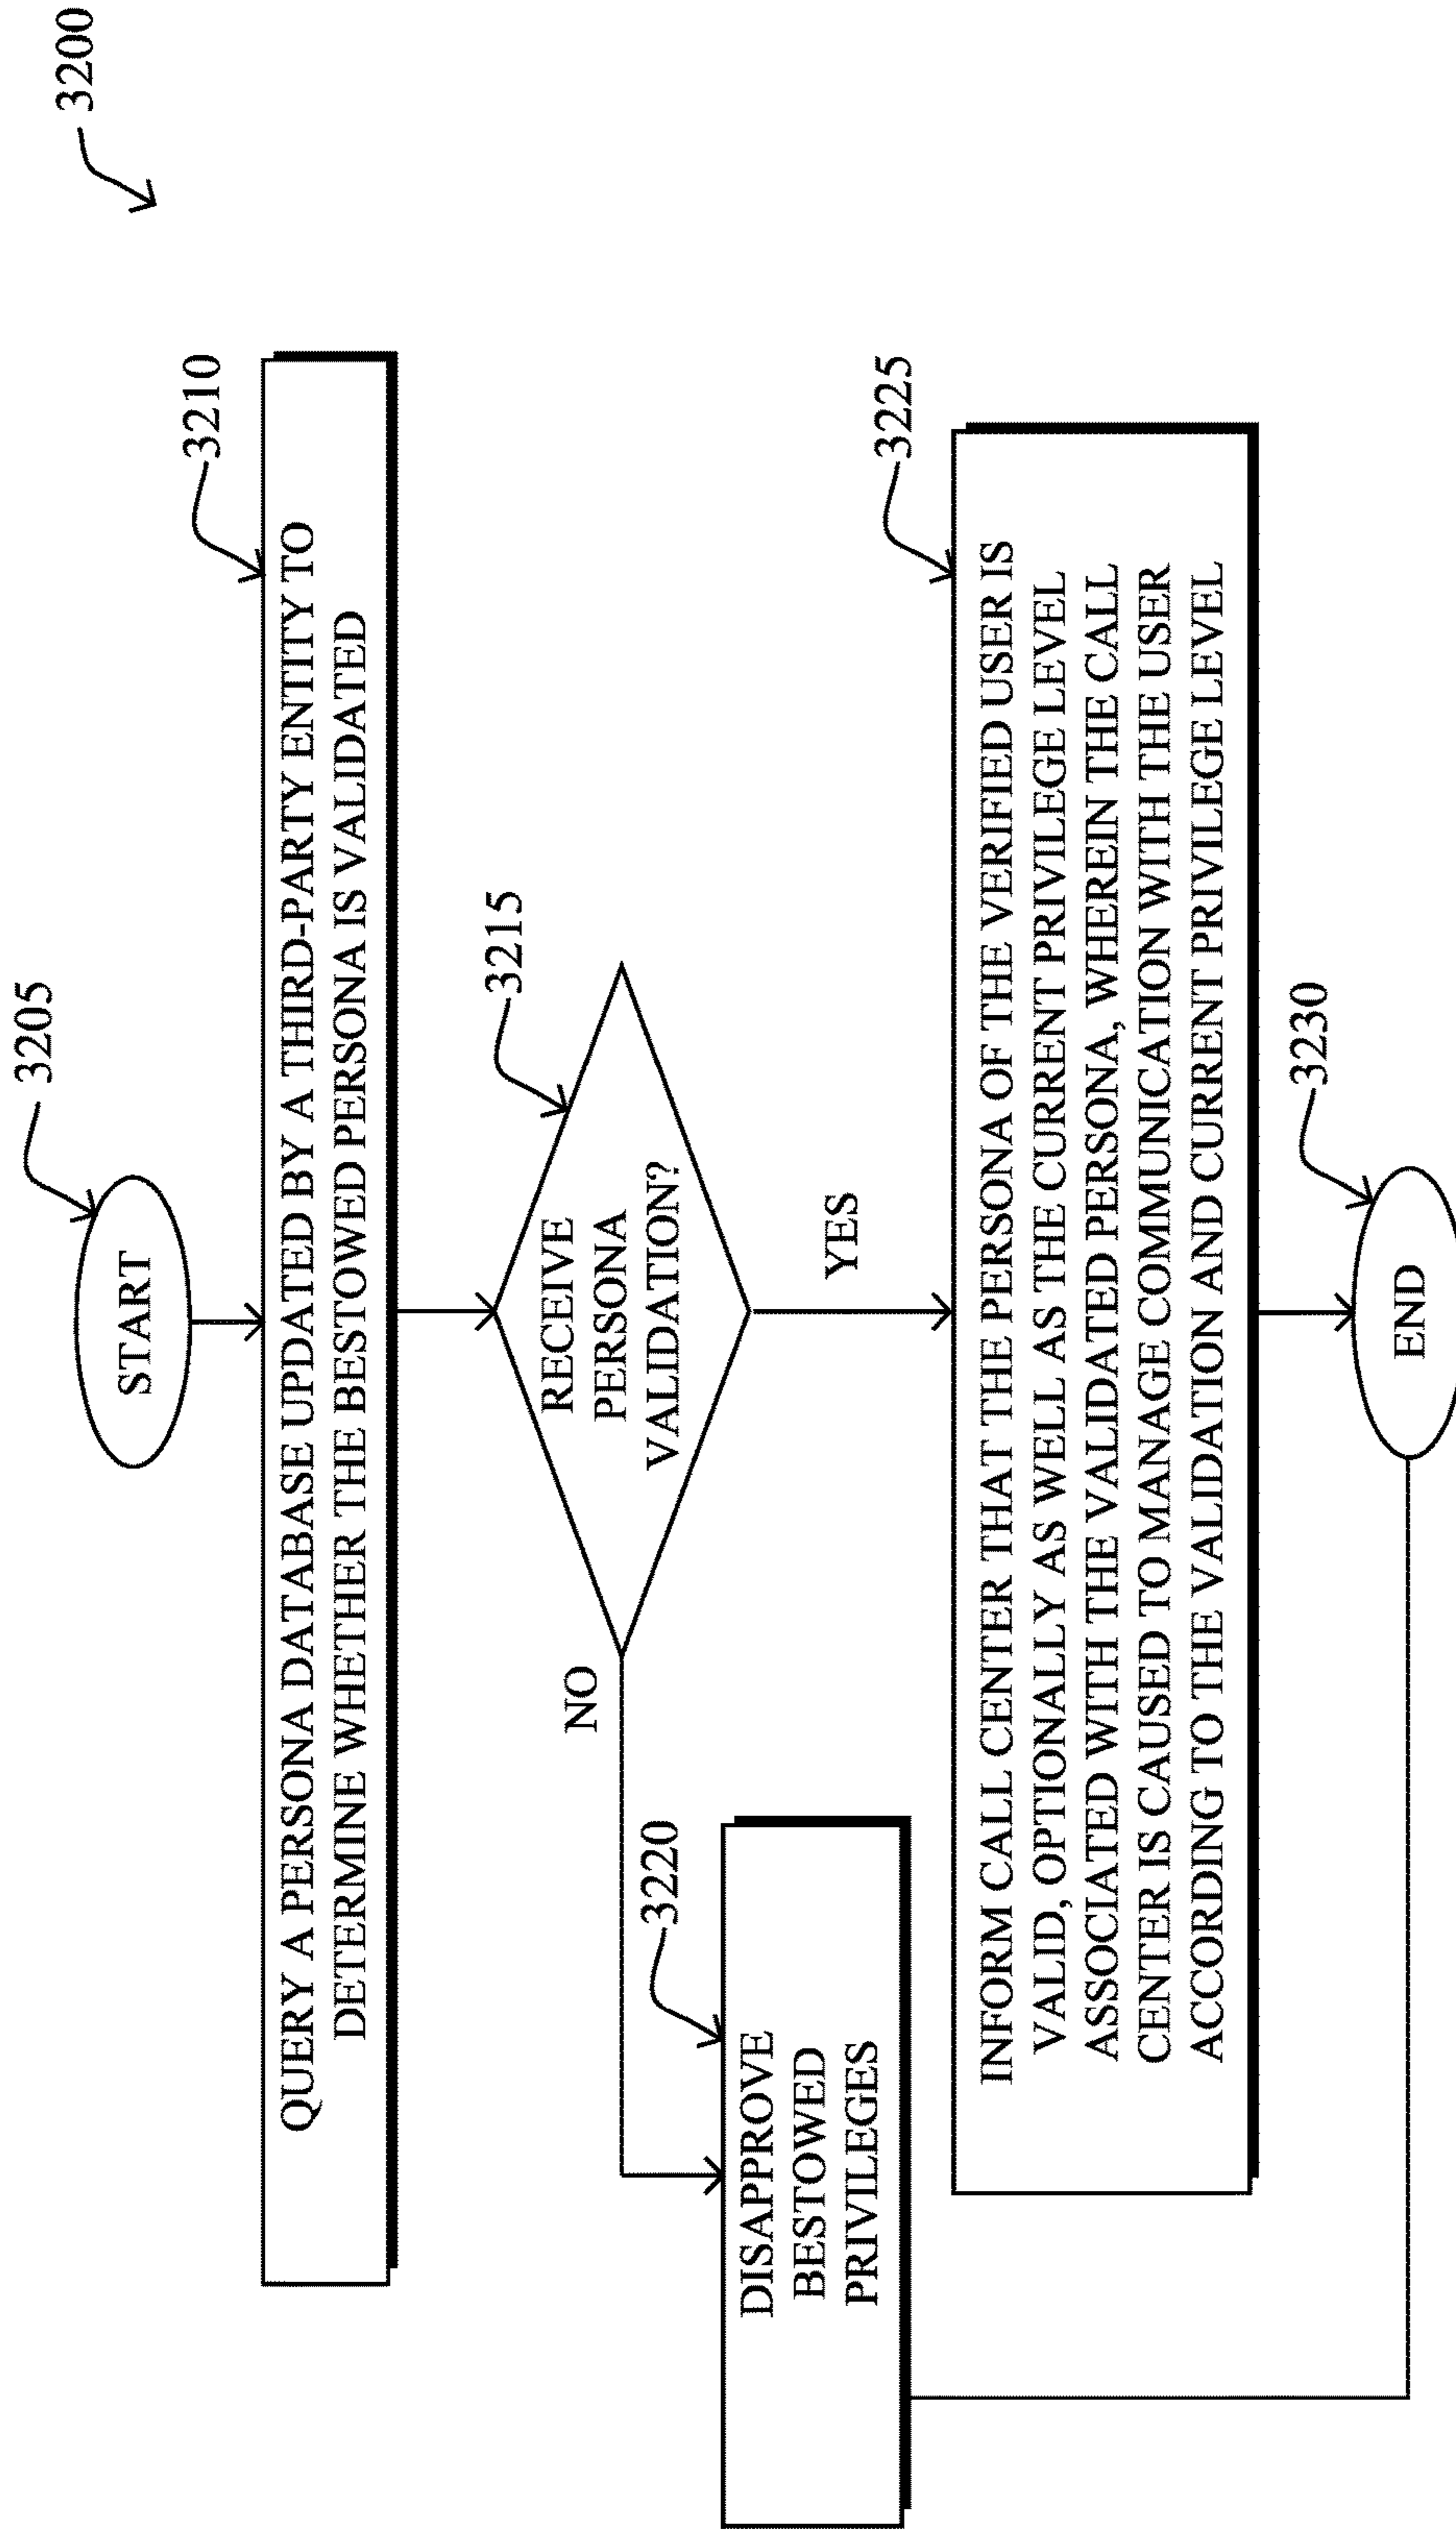 3200
3205
START
3210
QUERY A PERSONA DATABASE UPDATED BY A THIRD-PARTY ENTITY TO
DETERMINE WHETHER THE BESTOWED PERSONA IS VALIDATED
3215
RECEIVE
PERSONA
VALIDATION?
NO
YES
3220
DISAPPROVE
BESTOWED
PRIVILEGES
3225
INFORM CALL CENTER THAT THE PERSONA OF THE VERIFIED USER IS
VALID, OPTIONALLY AS WELL AS THE CURRENT PRIVILEGE LEVEL
ASSOCIATED WITH THE VALIDATED PERSONA, WHEREIN THE CALL
CENTER IS CAUSED TO MANAGE COMMUNICATION WITH THE USER
ACCORDING TO THE VALIDATION AND CURRENT PRIVILEGE LEVEL
3230
END